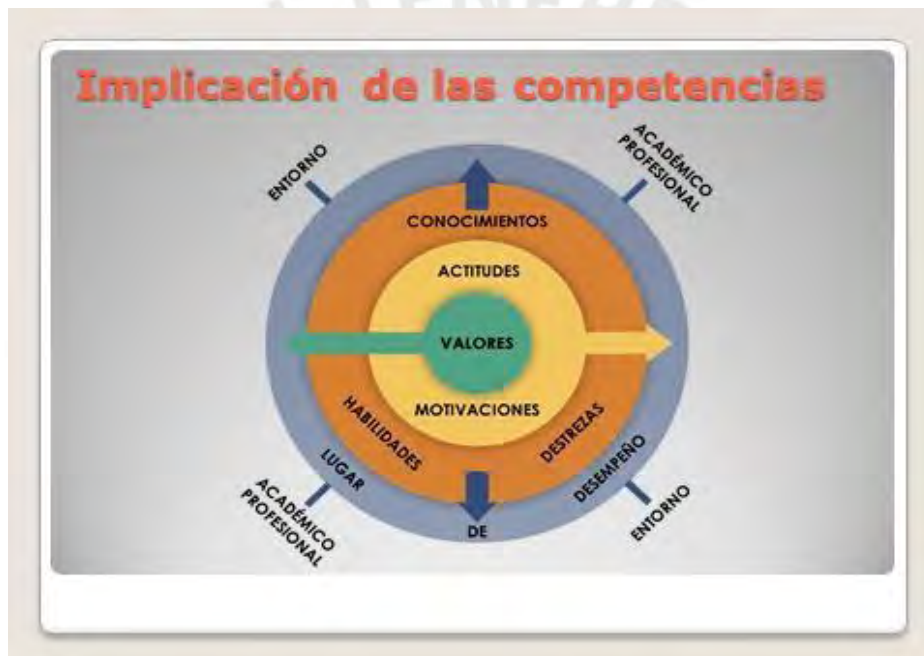 Implicación de las competencias
ENTORNO
ACADÉMICO
PROFESIONAL
CONOCIMIENTOS
ACTITUDES
VALORES
MOTIVACIONES
HABILIDADES
DESTREZAS
LUGAR
DE
DESEMPEÑO
ACADÉMICO
PROFESIONAL
ENTORNO